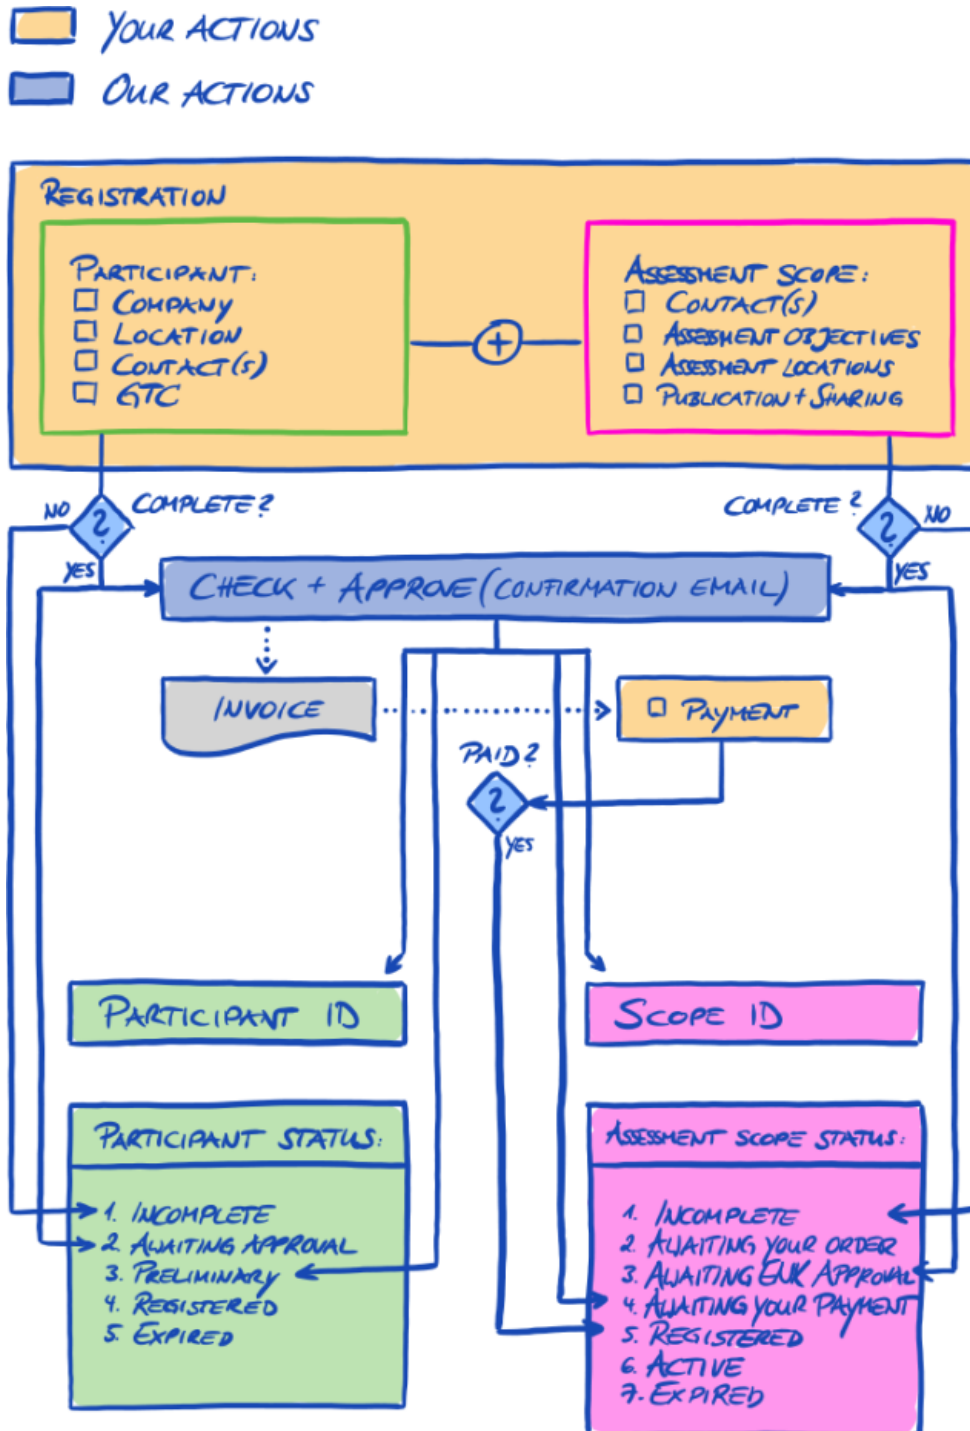 Your actions
Our actions
Registration
Participant:
Company
Location
Contact(s)
GTC
+
Assessment Scope:
Contact(s)
Assessment objectives
Assessment locations
Publication + Sharing
No
?
Complete?
Yes
Complete?
?
No
Yes
Check + Approve (confirmation email)
Invoice
Payment
Paid?
?
Yes
Participant ID
Scope ID
Participant status:
1. Incomplete
2. Awaiting approval
3. Preliminary
4. Registered
5. Expired
Assessment scope status:
1. Incomplete
2. Awaiting your order
3. Awaiting ENX Approval
4. Awaiting your Payment
5. Registered
6. Active
7. Expired